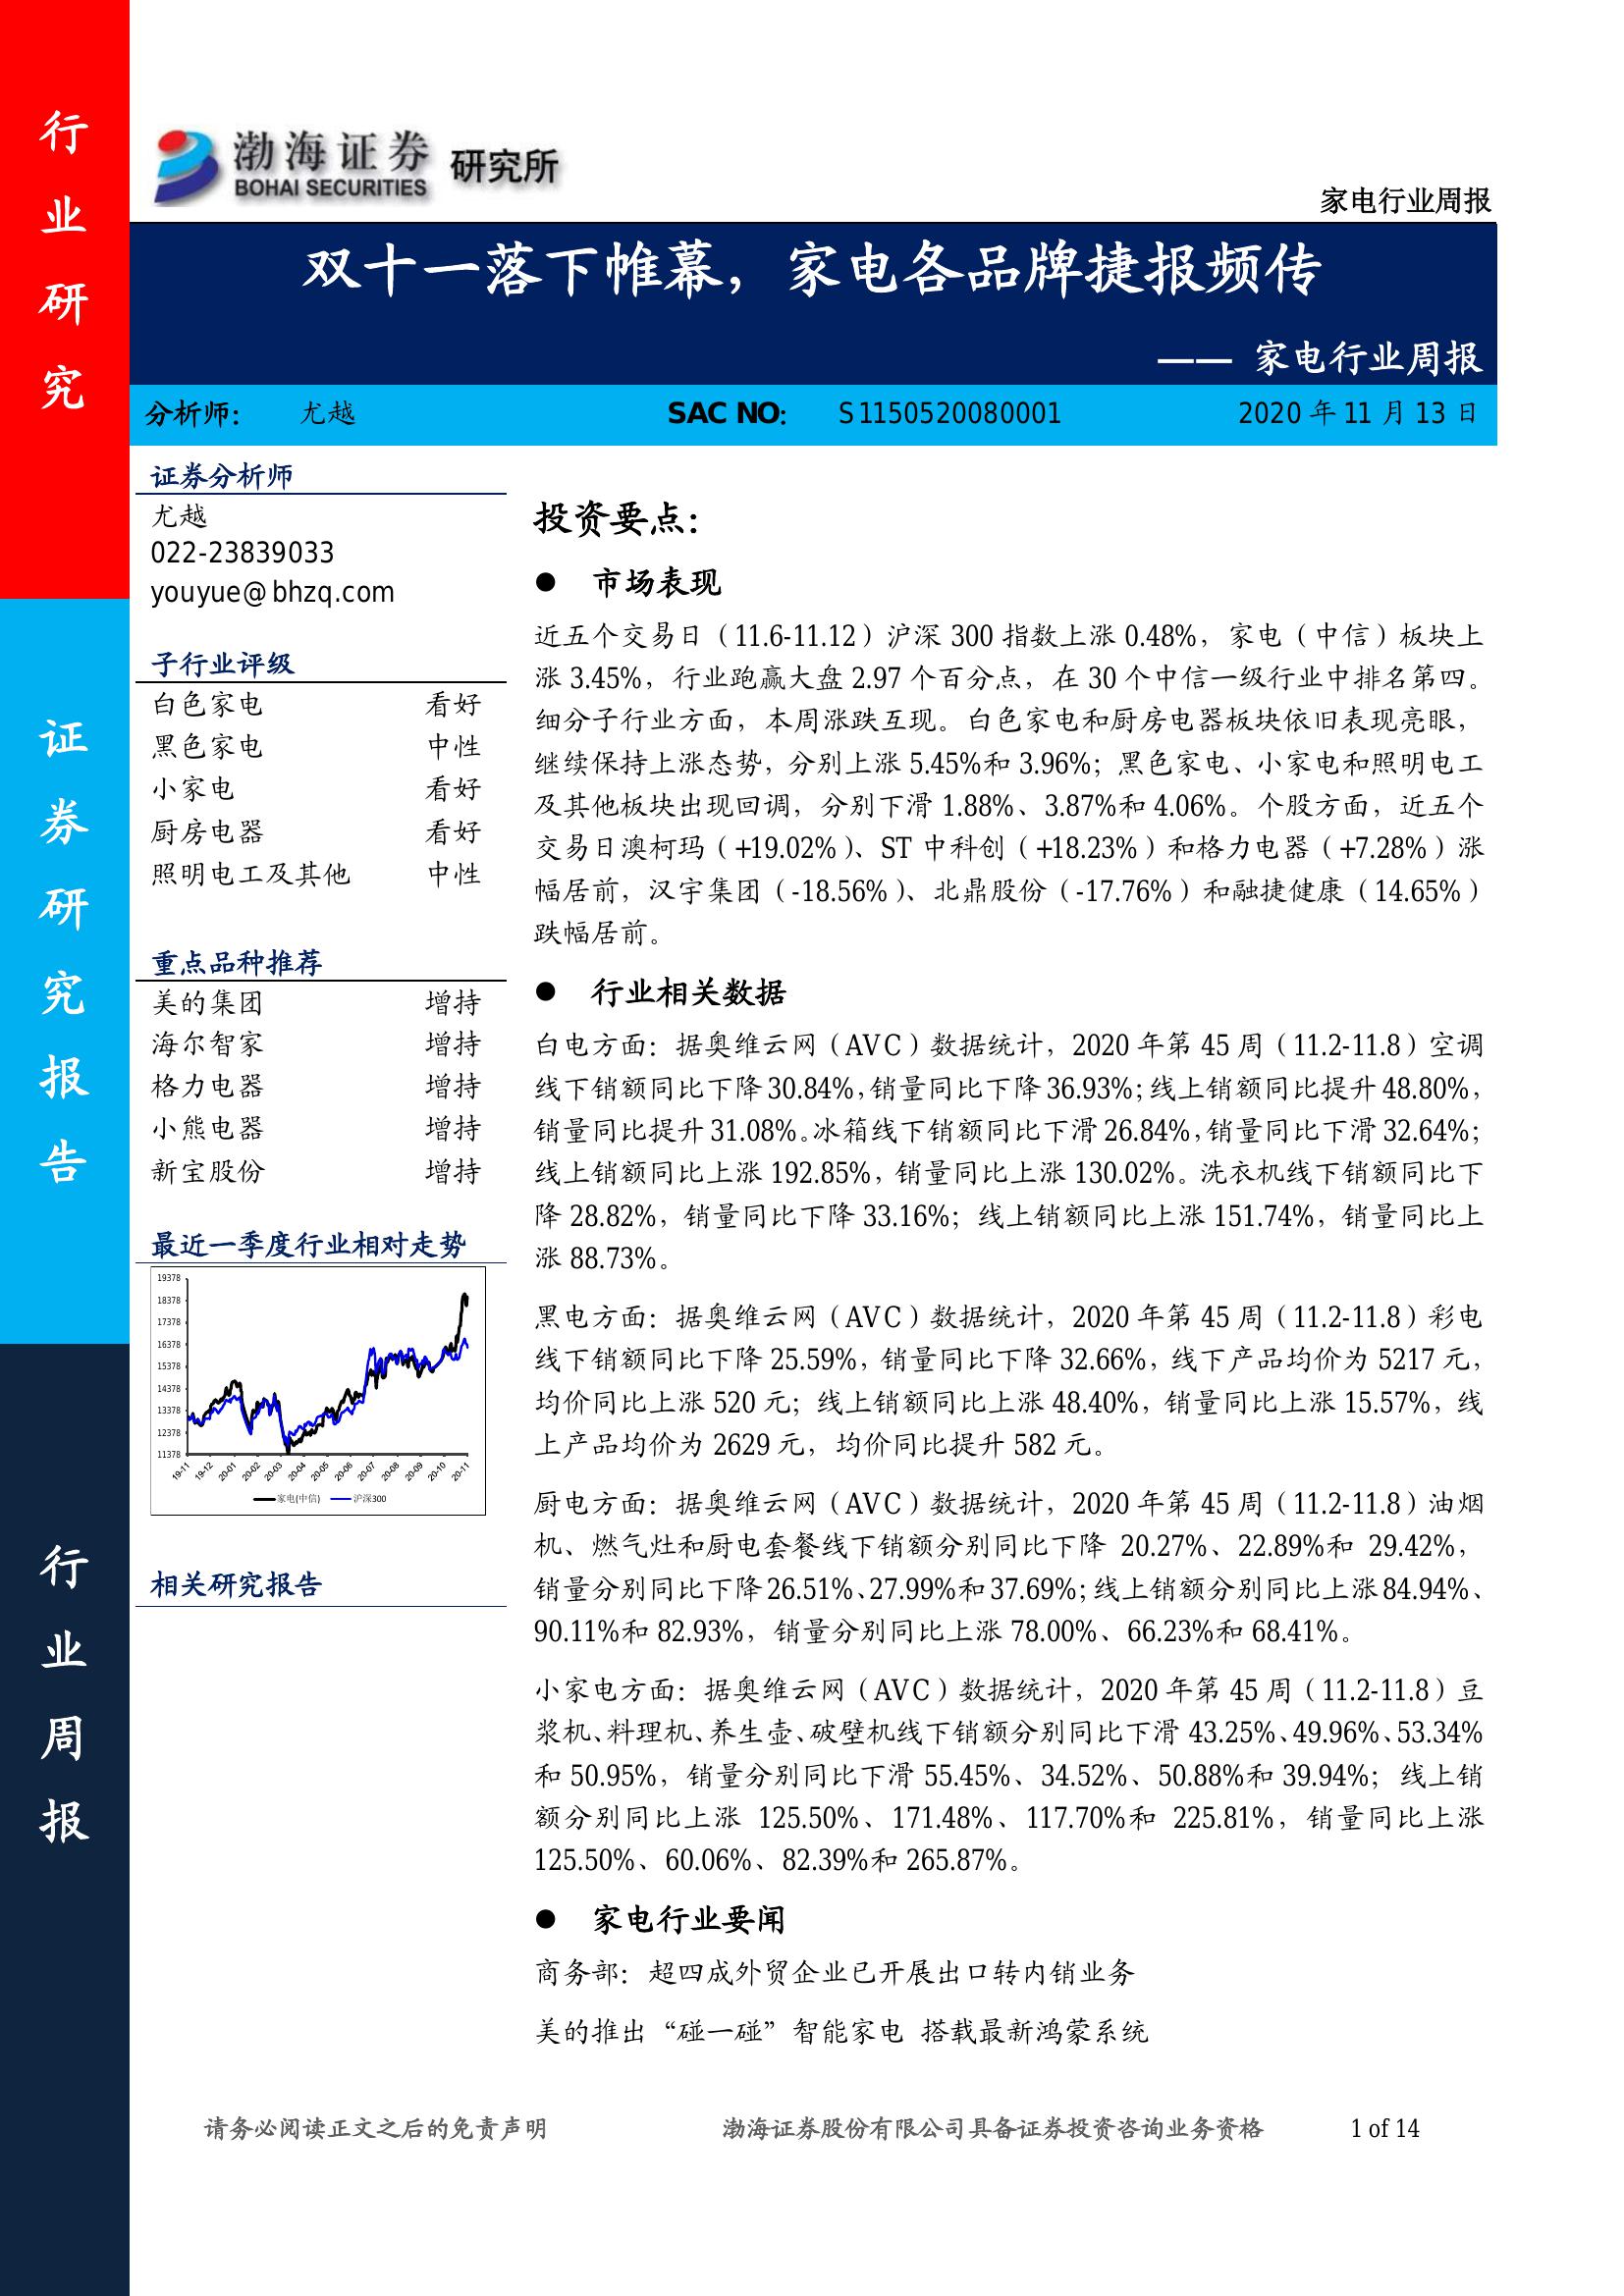 行
业
研
究
证
券
研
究
报
告
行
业
周
报
渤海证券 研究所
BOHAI SECURITIES
家电行业周报
双十一落下帷幕，家电各品牌捷报频传
—— 家电行业周报
分析师： 尤越 SAC NO： S1150520080001 2020 年 11 月 13 日
证券分析师
尤越
022-23839033
youyue@bhzq.com
子行业评级
白色家电 看好
黑色家电 中性
小家电 看好
厨房电器 看好
照明电工及其他 中性
重点品种推荐
美的集团 增持
海尔智家 增持
格力电器 增持
小熊电器 增持
新宝股份 增持
最近一季度行业相对走势
19378
18378
17378
16378
15378
14378
13378
12378
11378
19-11 19-12 20-01 20-02 20-03 20-04 20-05 20-06 20-07 20-08 20-09 20-10 20-11
家电(中信) 沪深300
相关研究报告
投资要点：
● 市场表现
近五个交易日（11.6-11.12）沪深 300 指数上涨 0.48%，家电（中信）板块上
涨 3.45%，行业跑赢大盘 2.97 个百分点，在 30 个中信一级行业中排名第四。
细分子行业方面，本周涨跌互现。白色家电和厨房电器板块依旧表现亮眼，
继续保持上涨态势，分别上涨 5.45%和 3.96%；黑色家电、小家电和照明电工
及其他板块出现回调，分别下滑 1.88%、3.87%和 4.06%。个股方面，近五个
交易日澳柯玛（+19.02%）、ST 中科创（+18.23%）和格力电器（+7.28%）涨
幅居前，汉宇集团（-18.56%）、北鼎股份（-17.76%）和融捷健康（14.65%）
跌幅居前。
● 行业相关数据
白电方面：据奥维云网（AVC）数据统计，2020 年第 45 周（11.2-11.8）空调
线下销额同比下降 30.84%，销量同比下降 36.93%；线上销额同比提升 48.80%，
销量同比提升 31.08%。冰箱线下销额同比下滑 26.84%，销量同比下滑 32.64%；
线上销额同比上涨 192.85%，销量同比上涨 130.02%。洗衣机线下销额同比下
降 28.82%，销量同比下降 33.16%；线上销额同比上涨 151.74%，销量同比上
涨 88.73%。
黑电方面：据奥维云网（AVC）数据统计，2020 年第 45 周（11.2-11.8）彩电
线下销额同比下降 25.59%，销量同比下降 32.66%，线下产品均价为 5217 元，
均价同比上涨 520 元；线上销额同比上涨 48.40%，销量同比上涨 15.57%，线
上产品均价为 2629 元，均价同比提升 582 元。
厨电方面：据奥维云网（AVC）数据统计，2020 年第 45 周（11.2-11.8）油烟
机、燃气灶和厨电套餐线下销额分别同比下降 20.27%、22.89%和 29.42%，
销量分别同比下降 26.51%、27.99%和 37.69%；线上销额分别同比上涨 84.94%、
90.11%和 82.93%，销量分别同比上涨 78.00%、66.23%和 68.41%。
小家电方面：据奥维云网（AVC）数据统计，2020 年第 45 周（11.2-11.8）豆
浆机、料理机、养生壶、破壁机线下销额分别同比下滑 43.25%、49.96%、53.34%
和 50.95%，销量分别同比下滑 55.45%、34.52%、50.88%和 39.94%；线上销
额分别同比上涨 125.50%、171.48%、117.70%和 225.81%，销量同比上涨
125.50%、60.06%、82.39%和 265.87%。
● 家电行业要闻
商务部：超四成外贸企业已开展出口转内销业务
美的推出“碰一碰”智能家电 搭载最新鸿蒙系统
请务必阅读正文之后的免责声明 渤海证券股份有限公司具备证券投资咨询业务资格 1 of 14